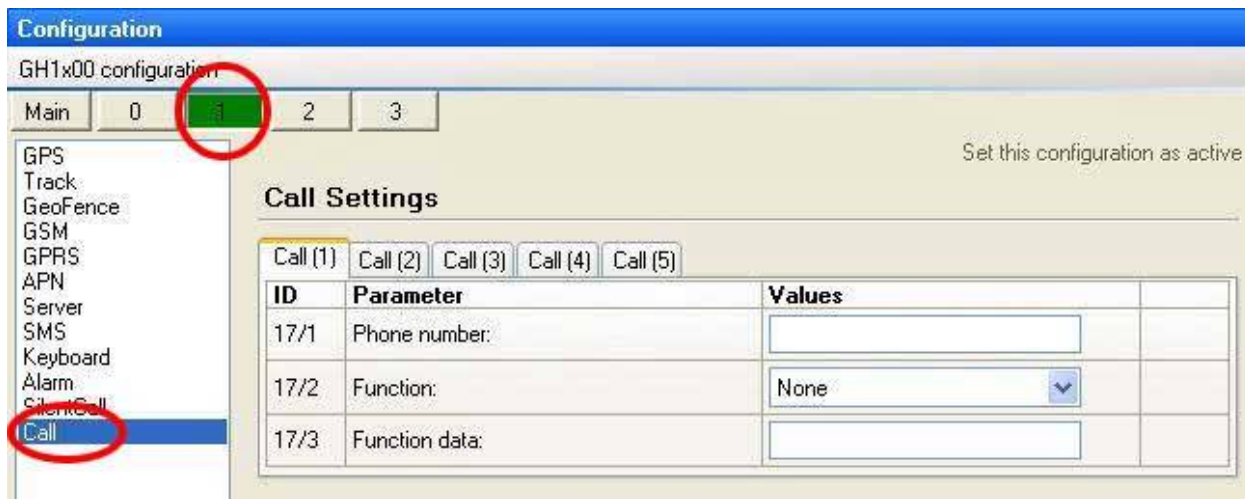 Configuration
GH1x00 configuration
Main 0 1 2 3
Set this configuration as active
GPS
Track
GeoFence
GSM
GPRS
APN
Server
SMS
Keyboard
Alarm
SilentCall
Call
Call Settings
Call (1) Call (2) Call (3) Call (4) Call (5)
ID Parameter Values
17/1 Phone number:
17/2 Function: None
17/3 Function data: